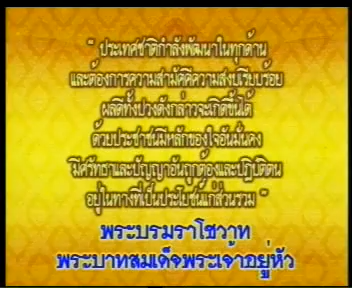 " ประเทศชาติกำลังพัฒนาในทุกด้าน
และต้องการความสามัคคีความสงบเรียบร้อย
ผลดีทั้งปวงดังกล่าวจะเกิดขึ้นได้
ด้วยประชาชนมีหลักของใจอันมั่นคง
มีศรัทธาและปัญญาอันถูกต้องและปฏิบัติตน
อยู่ในทางที่เป็นประโยชน์แก่ส่วนรวม "
พระบรมราโชวาท
พระบาทสมเด็จพระเจ้าอยู่หัว